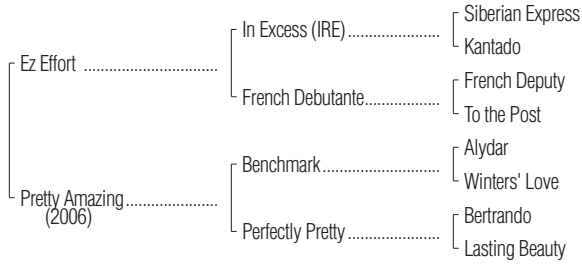 Siberian Express
In Excess (IRE) ....................
Kantado
Ez Effort .............................
French Deputy
French Debutante................
To the Post
Alydar
Benchmark .........................
Winters' Love
Pretty Amazing....................
(2006)
Bertrando
Perfectly Pretty ....................
Lasting Beauty